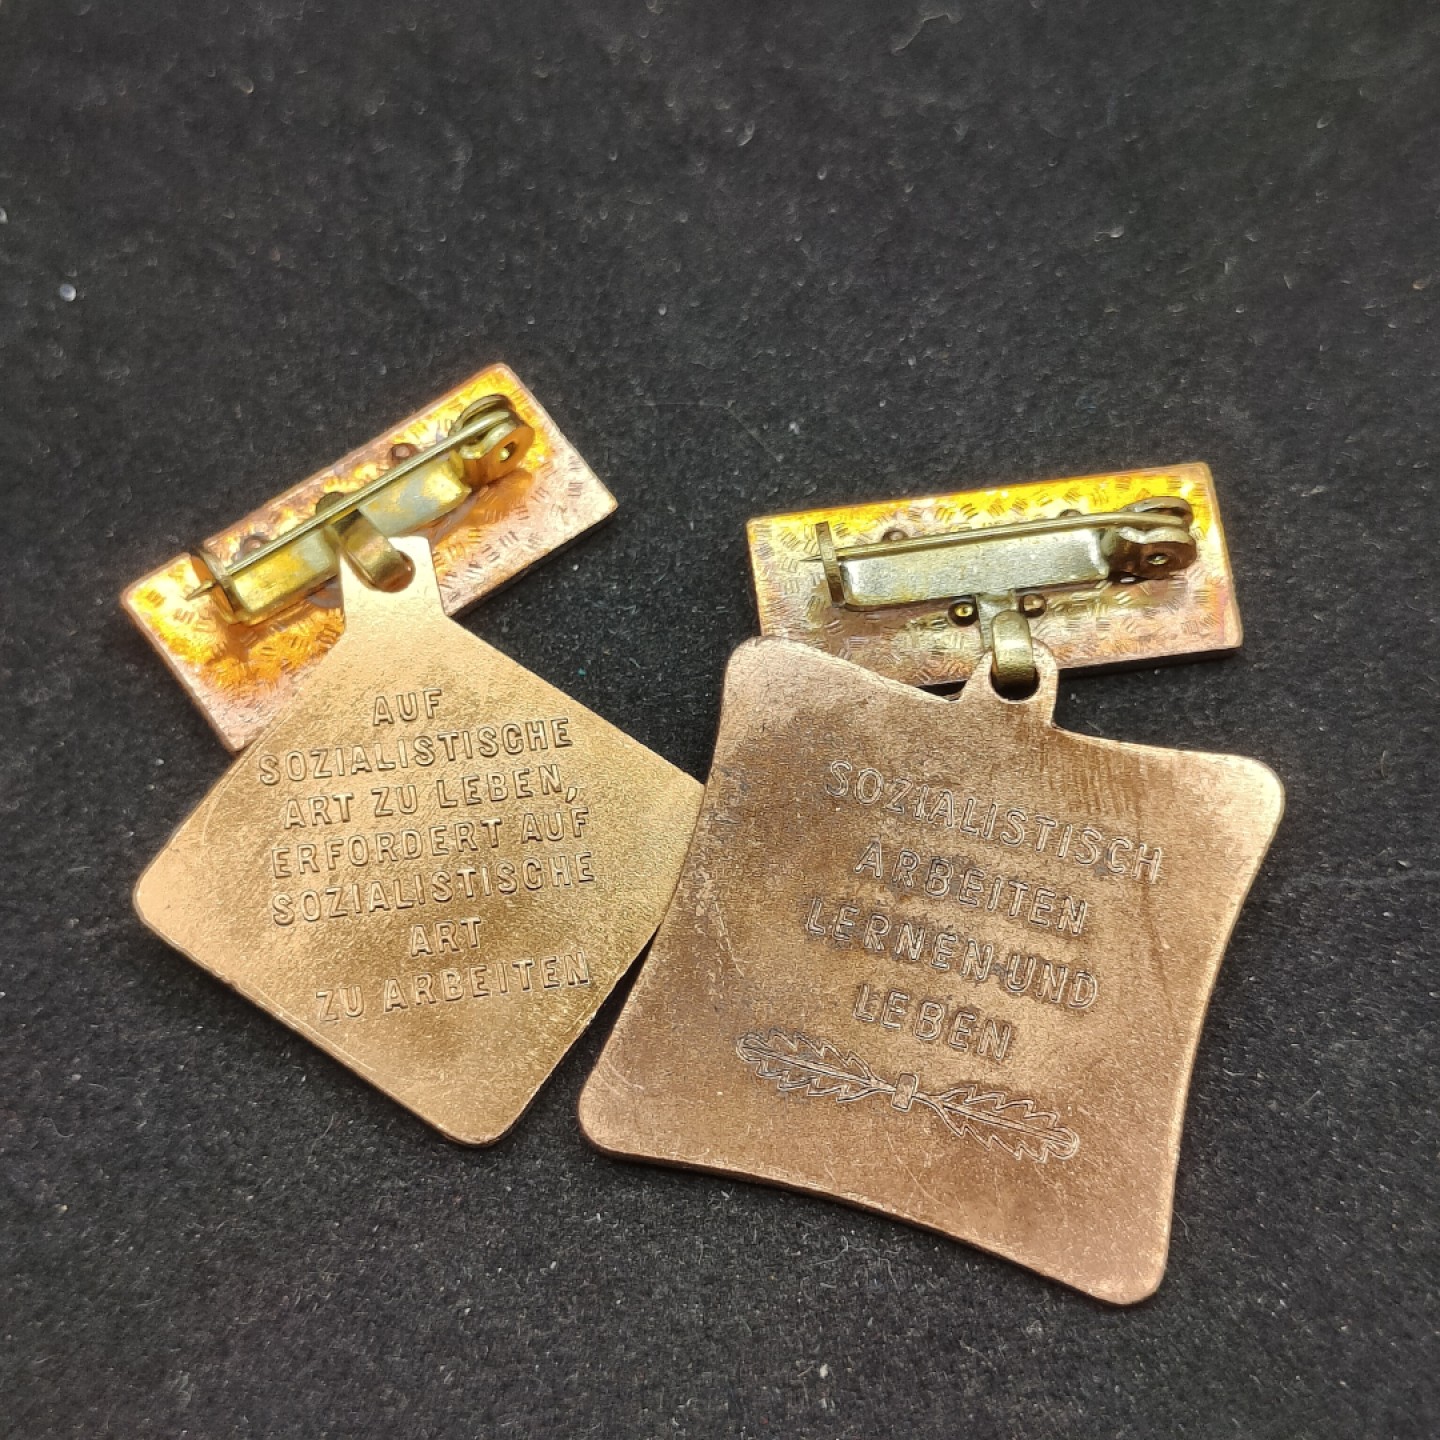 AUF
SOZIALISTISCHE
ART ZU LEBEN,
ERFORDERT AUF
SOZIALISTISCHE
ART
ZU ARBEITEN
SOZIALISTISCH
ARBEITEN
LERNEN UND
LEBEN